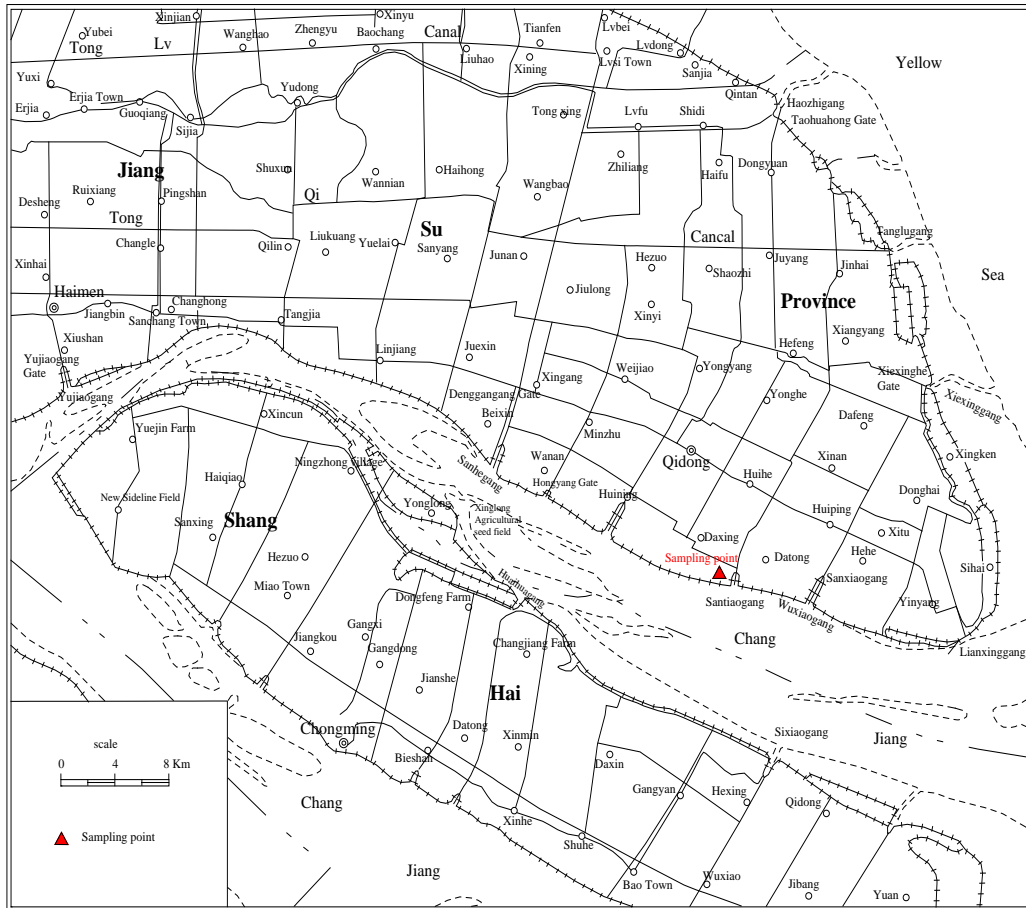 Xinjian
Xinyu
Yubei
Tong
Lv
Wanghao
Zhengyu
Baochang
Canal
Liuhao
Tianfen
Xining
Lvbei
Lvdong
Lvsi Town
Sanjia
Qintan
Yellow
Yuxi
Erjia
Erjia Town
Guoqiang
Sijia
Yudong
Tong xing
Lvfu
Shidi
Haozhigang
Taohuahong Gate
Jiang
Shuxun
Wannian
Haihong
Zhiliang
Haifu
Dongyuan
Desheng
Ruixiang
Pingshan
Qi
Wangbao
Tong
Su
Cancal
Tanglugang
Changle
Qilin
Liukuang
Yuelai
Sanyang
Junan
Hezuo
Shaozhi
Juyang
Jinhai
Sea
Xinhai
Haimen
Jiangbin
Changhong
Sanchang Town
Tangjia
Jiulong
Xinyi
Province
Xiushan
Linjiang
Juexin
Hefeng
Xiangyang
Yujiaogang
Gate
Yujiaogang
Xingang
Weijiao
Yongyang
Xiexinghe
Gate
Xiexinggang
Denggangang Gate
Beixin
Yonghe
Dafeng
Yuejin Farm
Xincun
Minzhu
Ningzhong village
Sanhegang
Wanan
Hongyang Gate
Qidong
Huihe
Xinan
Xingken
Haiqiao
New Sideline Field
Yonglong
Xinglong
Agricultural
seed field
Huining
Donghai
Sanxing
Shang
Huiping
Daxing
Xitu
Hezuo
Sampling point
Datong
Hehe
Sihai
Miao Town
Huanuagang
Dongfeng Farm
Santiaogang
Sanxiaogang
Wuxiaogang
Yinyang
Jiangkou
Gangxi
Gangdong
Changjiang Farm
Chang
Lianxinggang
Jianshe
Hai
Chongming
Datong
Xinmin
Sixiaogang
Jiang
Bieshan
Daxin
scale
0 4 8 Km
Chang
Gangyan
Hexing
Qidong
Sampling point
Xinhe
Shuhe
Jiang
Bao Town
Wuxiao
Jibang
Yuan